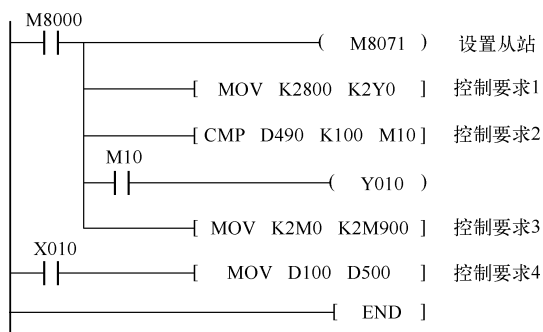 M8000
M8071 设置从站
MOV K2800 K2Y0 控制要求1
CMP D490 K100 M10 控制要求2
M10
Y010
MOV K2M0 K2M900 控制要求3
X010
MOV D100 D500 控制要求4
END